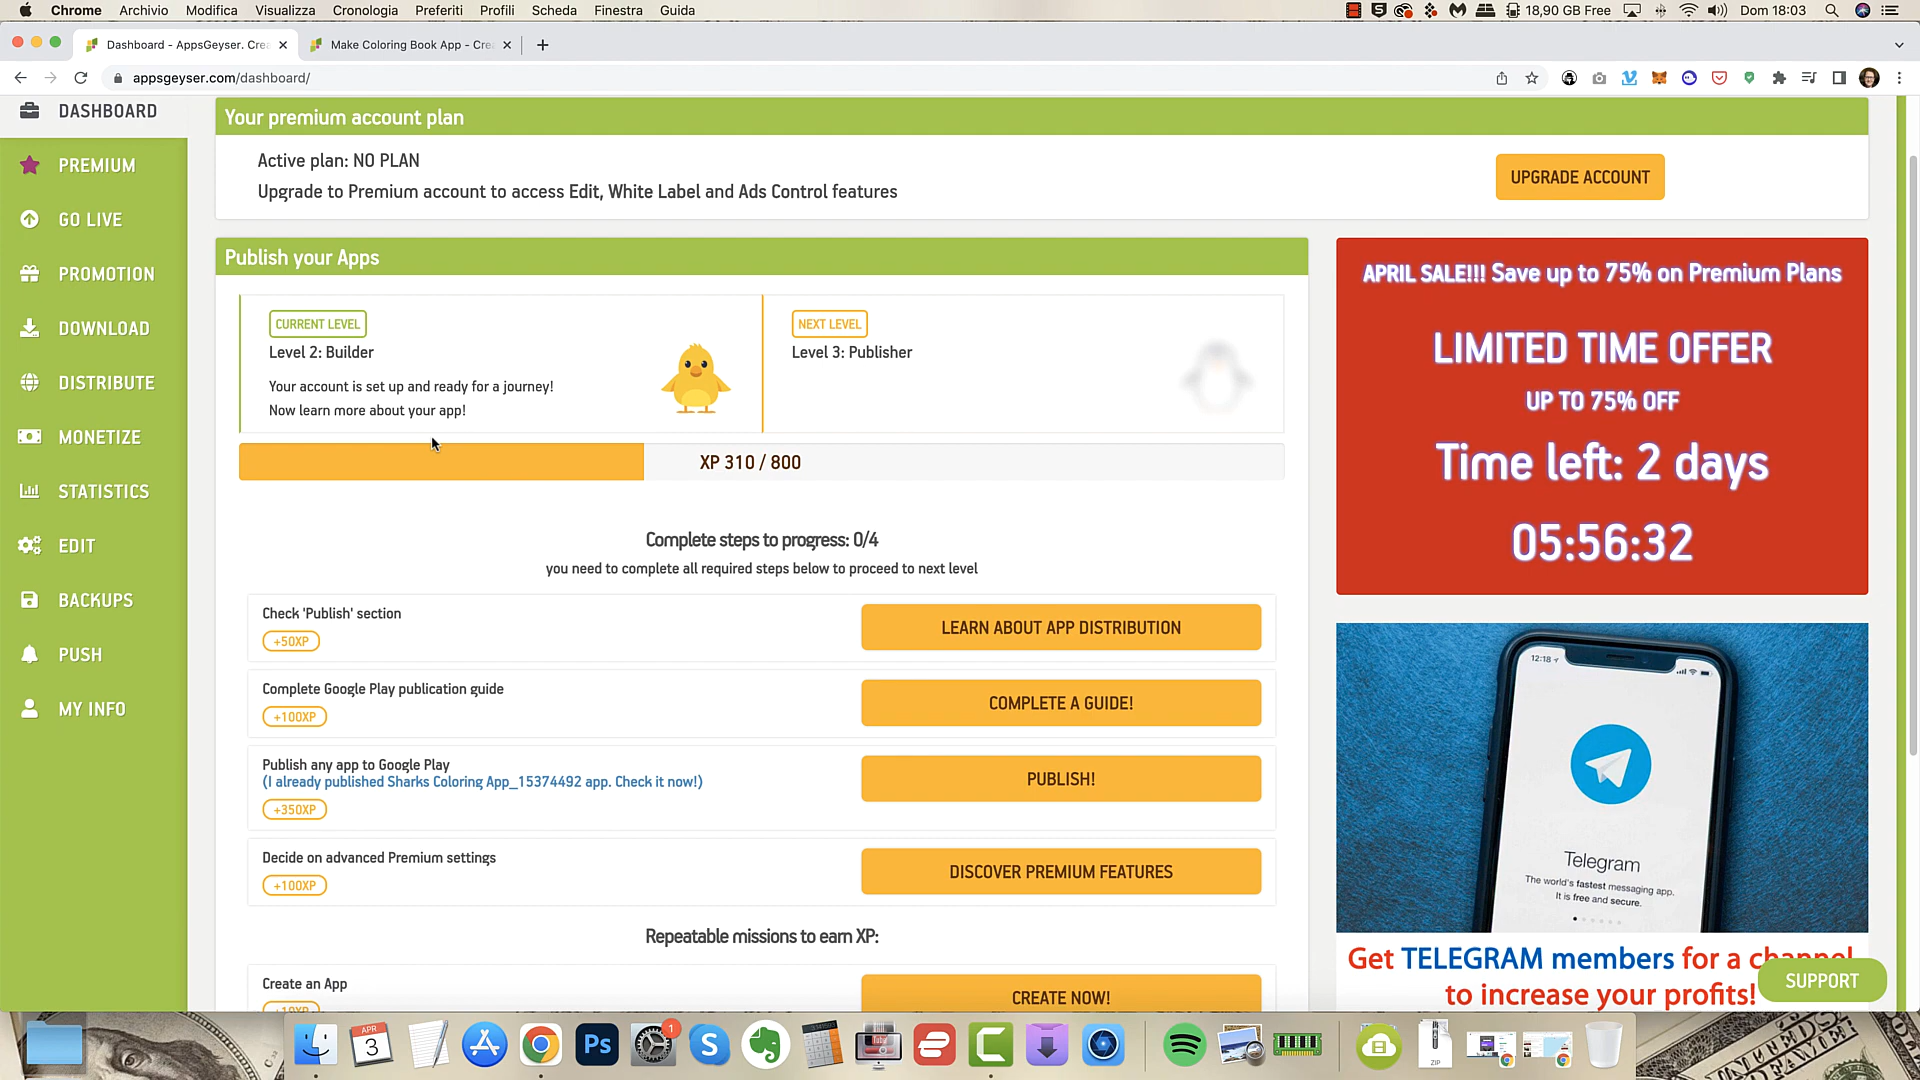 Chrome Archivio Modifica Visualizza Cronologia Preferiti Profili Scheda Finestra Guida 18,90 GB Free Dom 18:03
Dashboard - AppsGeyser. Crea Make Coloring Book App - Crea
appsgeyser.com/dashboard/
DASHBOARD
PREMIUM
GO LIVE
PROMOTION
DOWNLOAD
DISTRIBUTE
MONETIZE
STATISTICS
EDIT
BACKUPS
PUSH
MY INFO
Your premium account plan
Active plan: NO PLAN
Upgrade to Premium account to access Edit, White Label and Ads Control features
UPGRADE ACCOUNT
Publish your Apps
CURRENT LEVEL
Level 2: Builder
Your account is set up and ready for a journey!
Now learn more about your app!
NEXT LEVEL
Level 3: Publisher
XP 310 / 800
Complete steps to progress: 0/4
you need to complete all required steps below to proceed to next level
Check 'Publish' section
+50XP
LEARN ABOUT APP DISTRIBUTION
Complete Google Play publication guide
+100XP
COMPLETE A GUIDE!
Publish any app to Google Play
(I already published Sharks Coloring App_15374492 app. Check it now!)
+350XP
PUBLISH!
Decide on advanced Premium settings
+100XP
DISCOVER PREMIUM FEATURES
Repeatable missions to earn XP:
Create an App
CREATE NOW!
APRIL SALE!!! Save up to 75% on Premium Plans
LIMITED TIME OFFER
UP TO 75% OFF
Time left: 2 days
05:56:32
12:18
Telegram
The world's fastest messaging app.
It is free and secure.
Get TELEGRAM members for a channel
to increase your profits!
SUPPORT
APR
3
Ps
1
ZIP